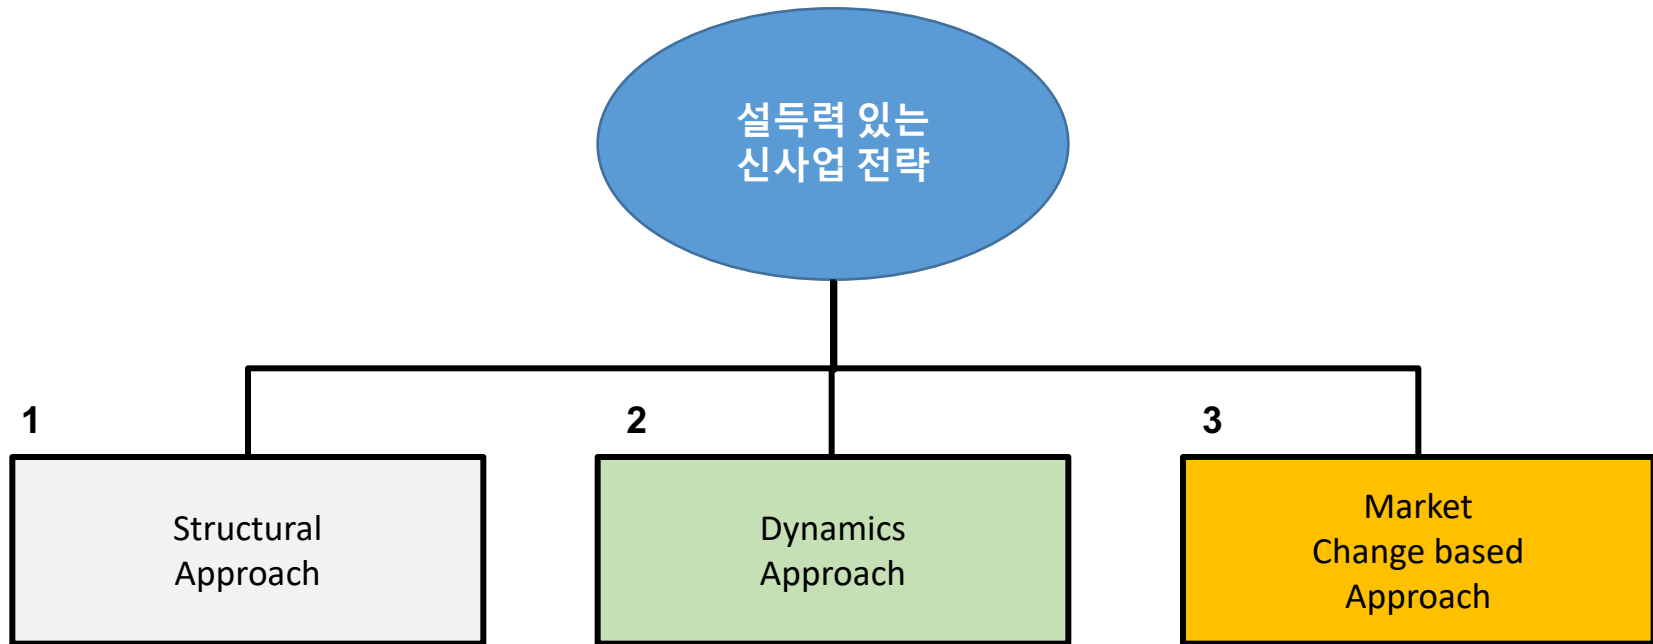 설득력 있는
신사업 전략
1
2
3
Structural
Approach
Dynamics
Approach
Market
Change based
Approach